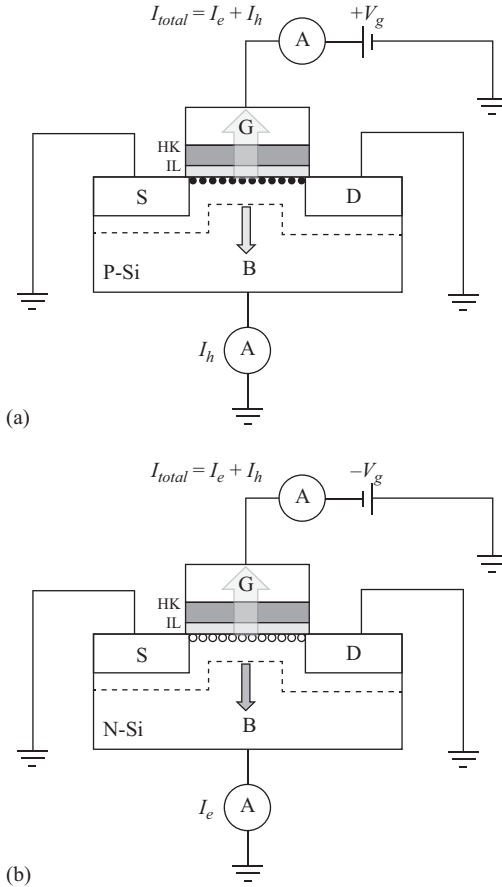 I_total = I_e + I_h
A
+V_g
G
HK
IL
S
D
B
P-Si
I_h
A
(a)
I_total = I_e + I_h
A
−V_g
G
HK
IL
S
D
B
N-Si
I_e
A
(b)